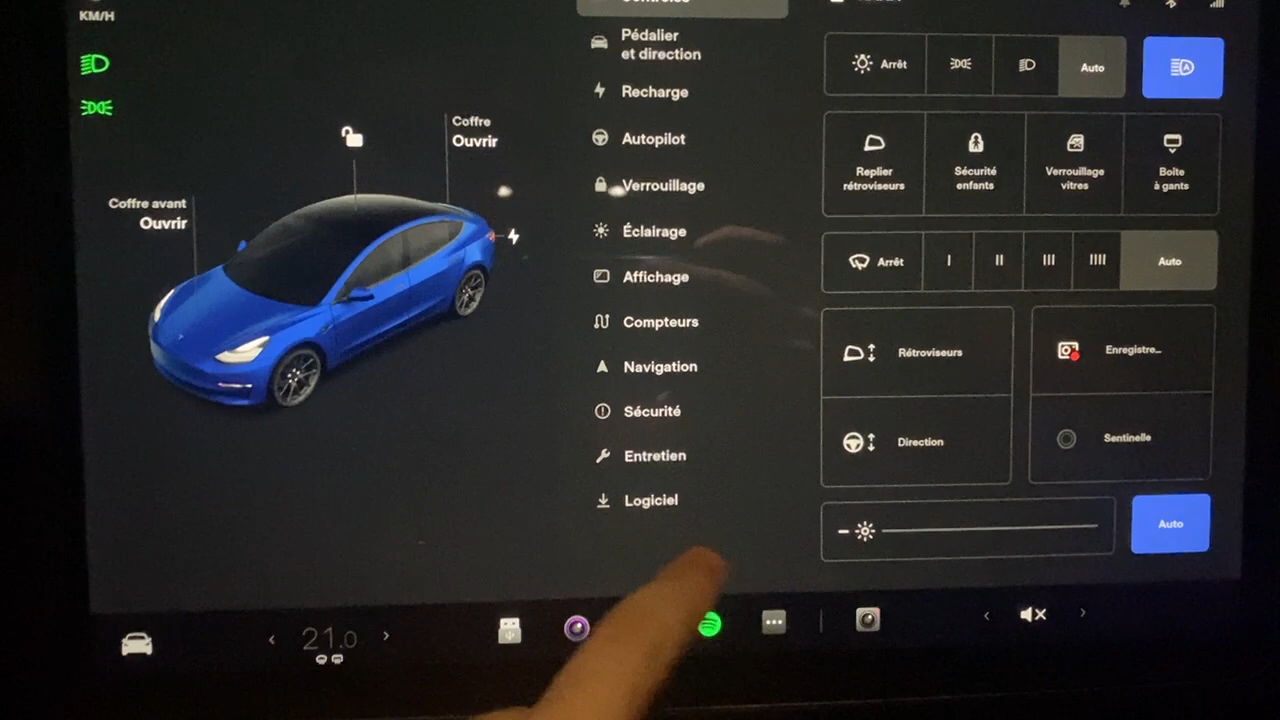 KM/H
Coffre
Ouvrir
Coffre avant
Ouvrir
Pédalier
et direction
Recharge
Autopilot
Verrouillage
Éclairage
Affichage
Compteurs
Navigation
Sécurité
Entretien
Logiciel
Arrêt
Auto
Replier
rétroviseurs
Sécurité
enfants
Verrouillage
vitres
Boîte
à gants
Arrêt
I
II
III
IIII
Auto
Rétroviseurs
Enregistre...
Direction
Sentinelle
Auto
21.0